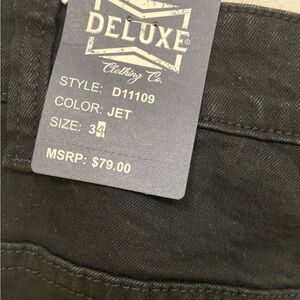 DELUXE®
Clothing Co.
STYLE: D11109
COLOR: JET
SIZE: 34
MSRP: $79.00